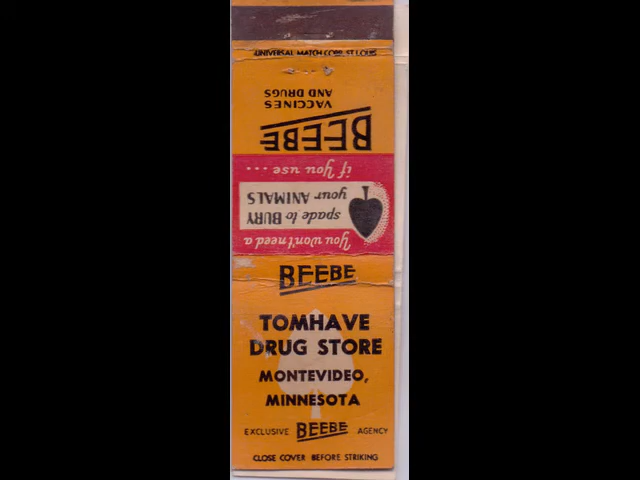 UNIVERSAL MATCH CORP. ST. LOUIS
You won't need a
spade to BURY
your ANIMALS
if you use...
BEEBE
VACCINES
AND DRUGS
BEEBE
TOMHAVE
DRUG STORE
MONTEVIDEO,
MINNESOTA
EXCLUSIVE BEEBE AGENCY
CLOSE COVER BEFORE STRIKING